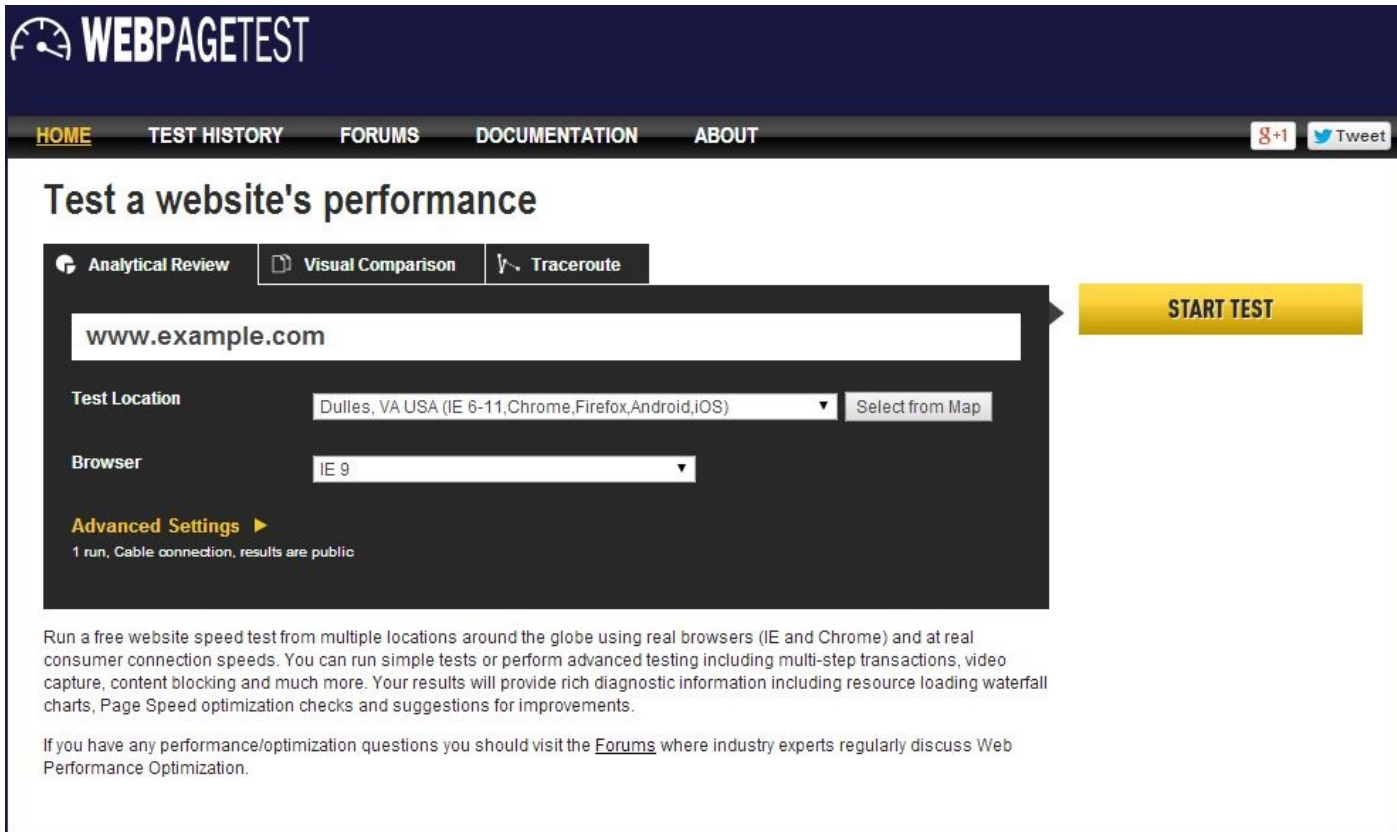 WEBPAGETEST
HOME TEST HISTORY FORUMS DOCUMENTATION ABOUT g+1 Tweet
Test a website's performance
Analytical Review Visual Comparison Traceroute
START TEST
www.example.com
Test Location Dulles, VA USA (IE 6-11,Chrome,Firefox,Android,iOS) Select from Map
Browser IE 9
Advanced Settings
1 run, Cable connection, results are public
Run a free website speed test from multiple locations around the globe using real browsers (IE and Chrome) and at real
consumer connection speeds. You can run simple tests or perform advanced testing including multi-step transactions, video
capture, content blocking and much more. Your results will provide rich diagnostic information including resource loading waterfall
charts, Page Speed optimization checks and suggestions for improvements.
If you have any performance/optimization questions you should visit the Forums where industry experts regularly discuss Web
Performance Optimization.